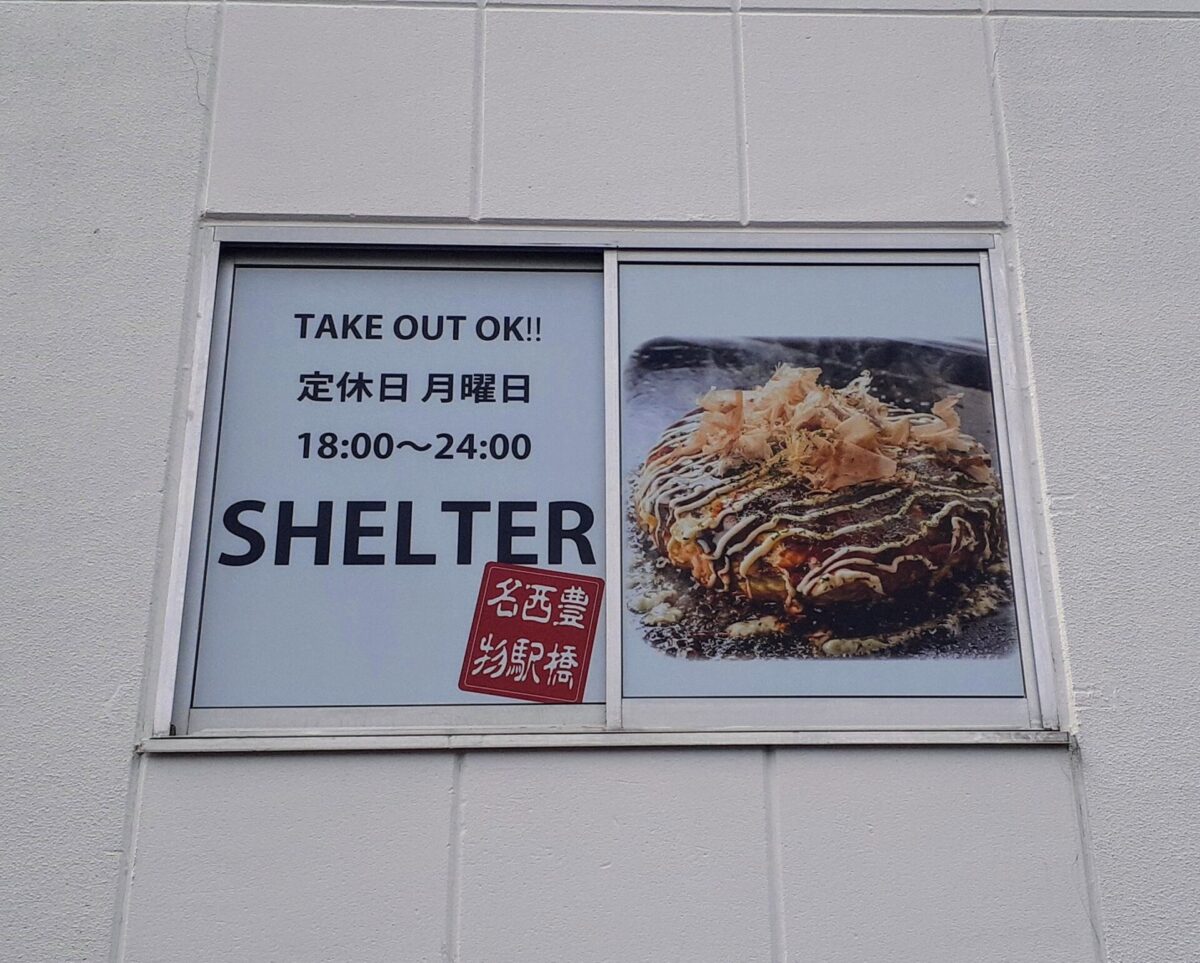 TAKE OUT OK!!
定休日 月曜日
18:00～24:00
SHELTER
豊橋
西駅
名物